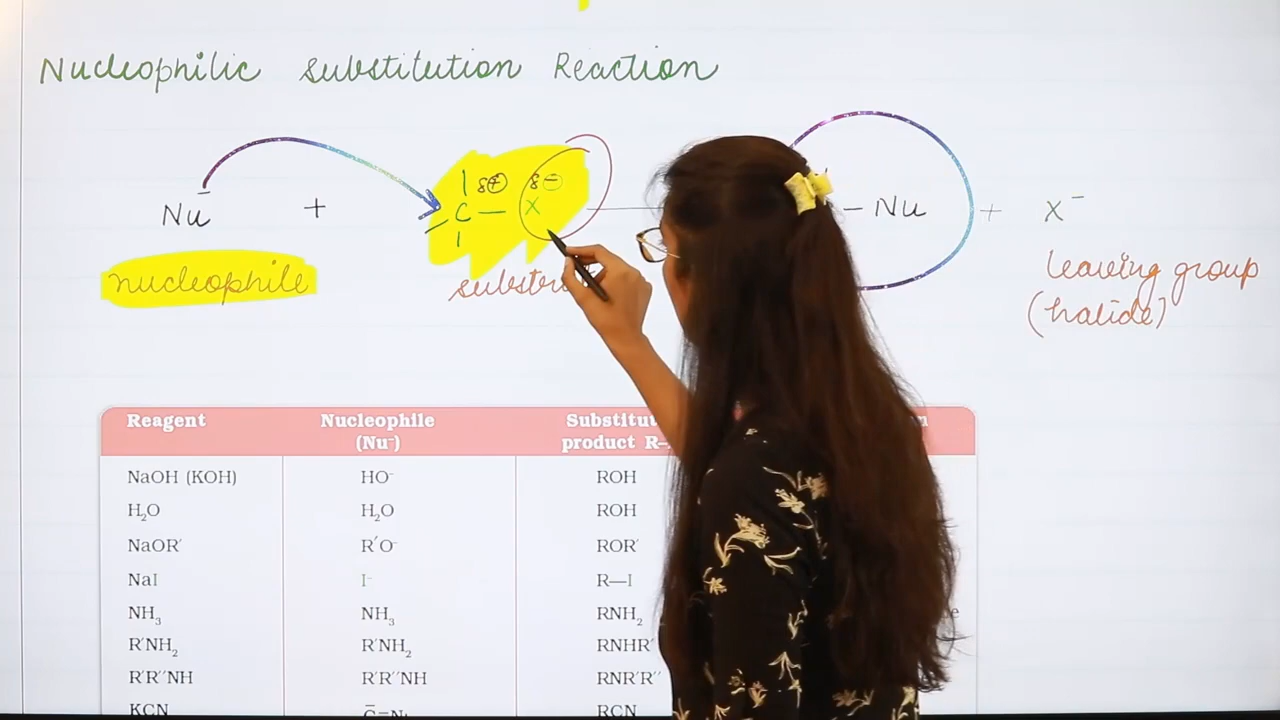 Nucleophilic Substitution Reaction
Nu⁻ + — C — X — Nu + X⁻
δ⊕ δ⊖
nucleophile
leaving group
(halide)
Reagent Nucleophile (Nu⁻) product
NaOH (KOH) HO⁻ ROH
H₂O H₂O ROH
NaOR′ R′O⁻ ROR′
NaI I⁻ R—I
NH₃ NH₃ RNH₂
R′NH₂ R′NH₂ RNHR′
R′R′′NH R′R′′NH RNR′R′′
KCN RCN